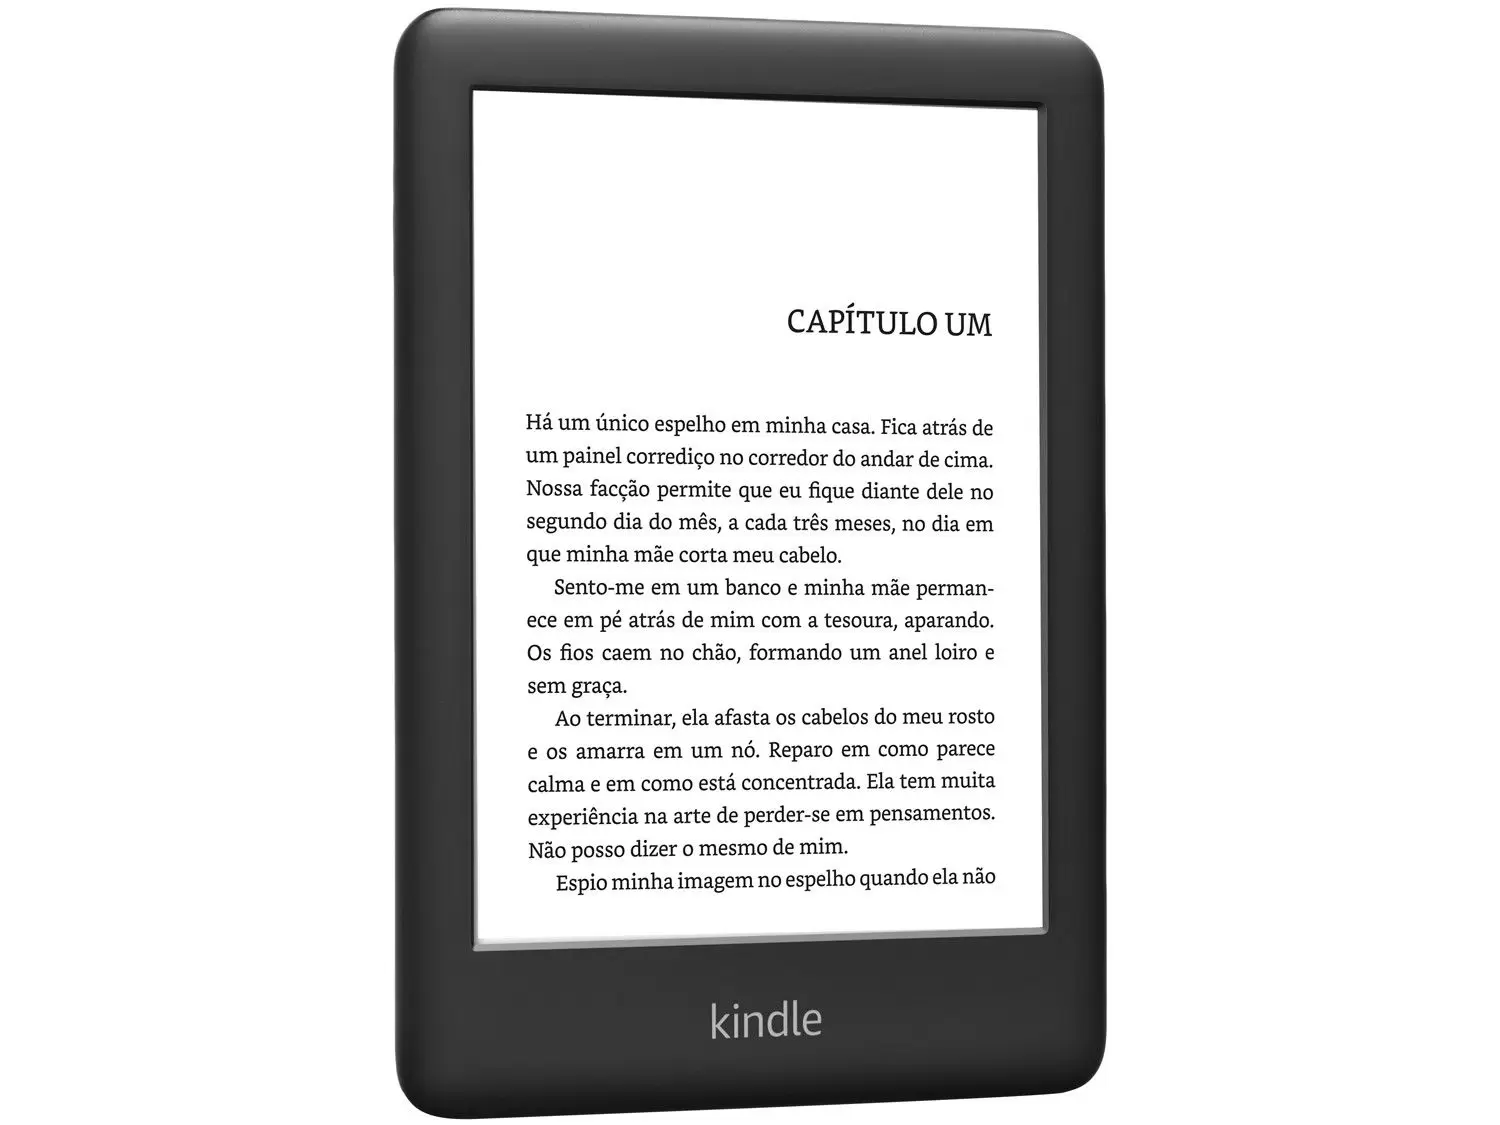 CAPÍTULO UM
Há um único espelho em minha casa. Fica atrás de
um painel corrediço no corredor do andar de cima.
Nossa facção permite que eu fique diante dele no
segundo dia do mês, a cada três meses, no dia em
que minha mãe corta meu cabelo.
Sento-me em um banco e minha mãe perman-
ece em pé atrás de mim com a tesoura, aparando.
Os fios caem no chão, formando um anel loiro e
sem graça.
Ao terminar, ela afasta os cabelos do meu rosto
e os amarra em um nó. Reparo em como parece
calma e em como está concentrada. Ela tem muita
experiência na arte de perder-se em pensamentos.
Não posso dizer o mesmo de mim.
Espio minha imagem no espelho quando ela não
kindle